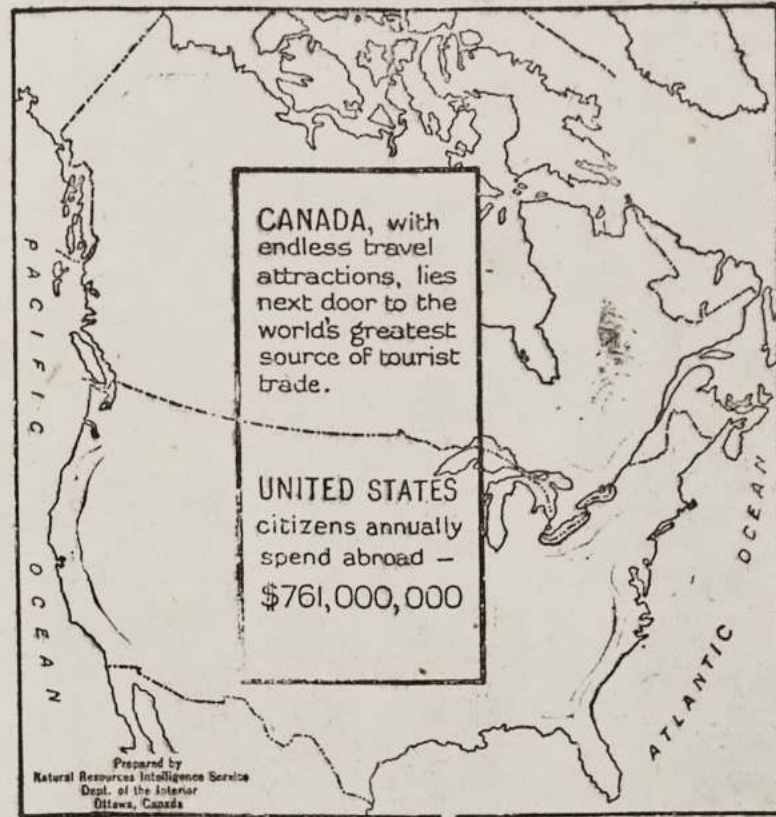 CANADA, with
endless travel
attractions, lies
next door to the
world's greatest
source of tourist
trade.
UNITED STATES
citizens annually
spend abroad –
$761,000,000
PACIFIC OCEAN
ATLANTIC OCEAN
Prepared by
Natural Resources Intelligence Service
Dept. of the Interior
Ottawa, Canada